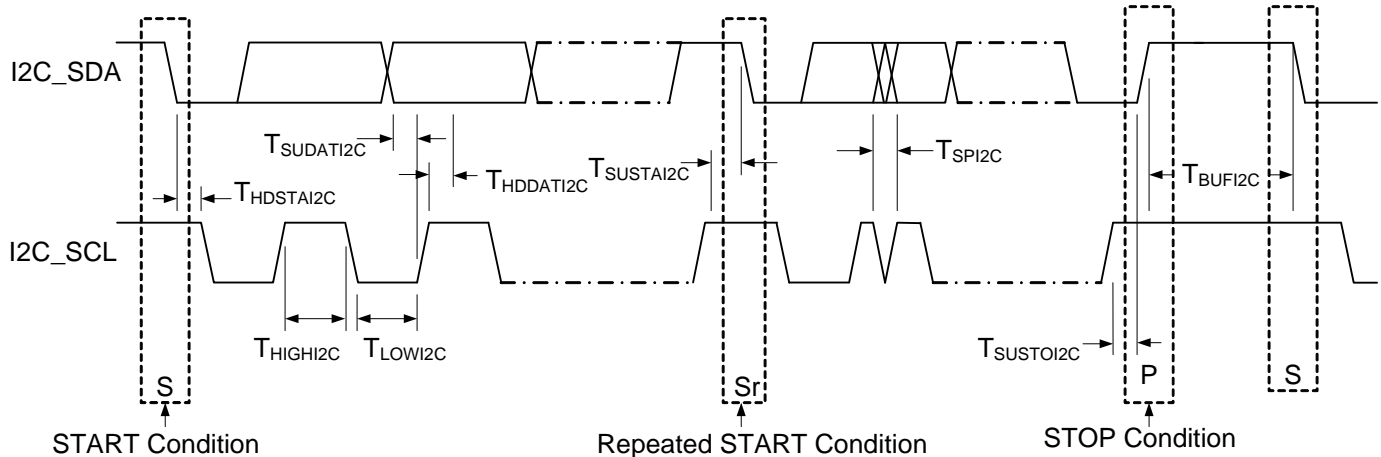 I2C_SDA
TSUDATI2C
THDDATI2C
TSUSTAI2C
TSPI2C
TBUFI2C
THDSTAI2C
I2C_SCL
THIGHI2C
TLOWI2C
TSUSTOI2C
S
Sr
P
S
START Condition
Repeated START Condition
STOP Condition